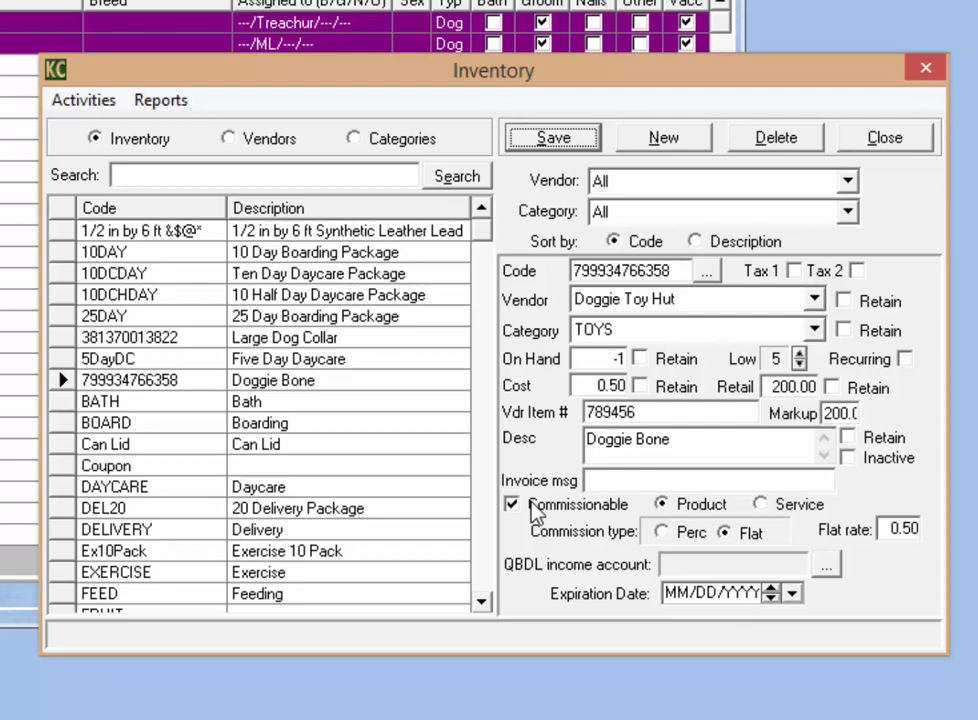 Breed Assigned to (B/G/N/O) Sex Typ Bath Groom Nails Other Vacc
---/Treachur/---/--- Dog
---/ML/---/--- Dog
KC Inventory
Activities Reports
Inventory Vendors Categories
Save New Delete Close
Search: Search
Vendor: All
Category: All
Sort by: Code Description
Code Description
1/2 in by 6 ft &$@* 1/2 in by 6 ft Synthetic Leather Lead
10DAY 10 Day Boarding Package
10DCDAY Ten Day Daycare Package
10DCHDAY 10 Half Day Daycare Package
25DAY 25 Day Boarding Package
381370013822 Large Dog Collar
5DayDC Five Day Daycare
799934766358 Doggie Bone
BATH Bath
BOARD Boarding
Can Lid Can Lid
Coupon
DAYCARE Daycare
DEL20 20 Delivery Package
DELIVERY Delivery
Ex10Pack Exercise 10 Pack
EXERCISE Exercise
FEED Feeding
FRUIT
Code 799934766358 ... Tax 1 Tax 2
Vendor Doggie Toy Hut Retain
Category TOYS Retain
On Hand -1 Retain Low 5 Recurring
Cost 0.50 Retain Retail 200.00 Retain
Vdr Item # 789456 Markup 200.0
Desc Doggie Bone Retain
Inactive
Invoice msg
Commissionable Product Service
Commission type: Perc Flat Flat rate: 0.50
QBDL income account: ...
Expiration Date: MM/DD/YYYY